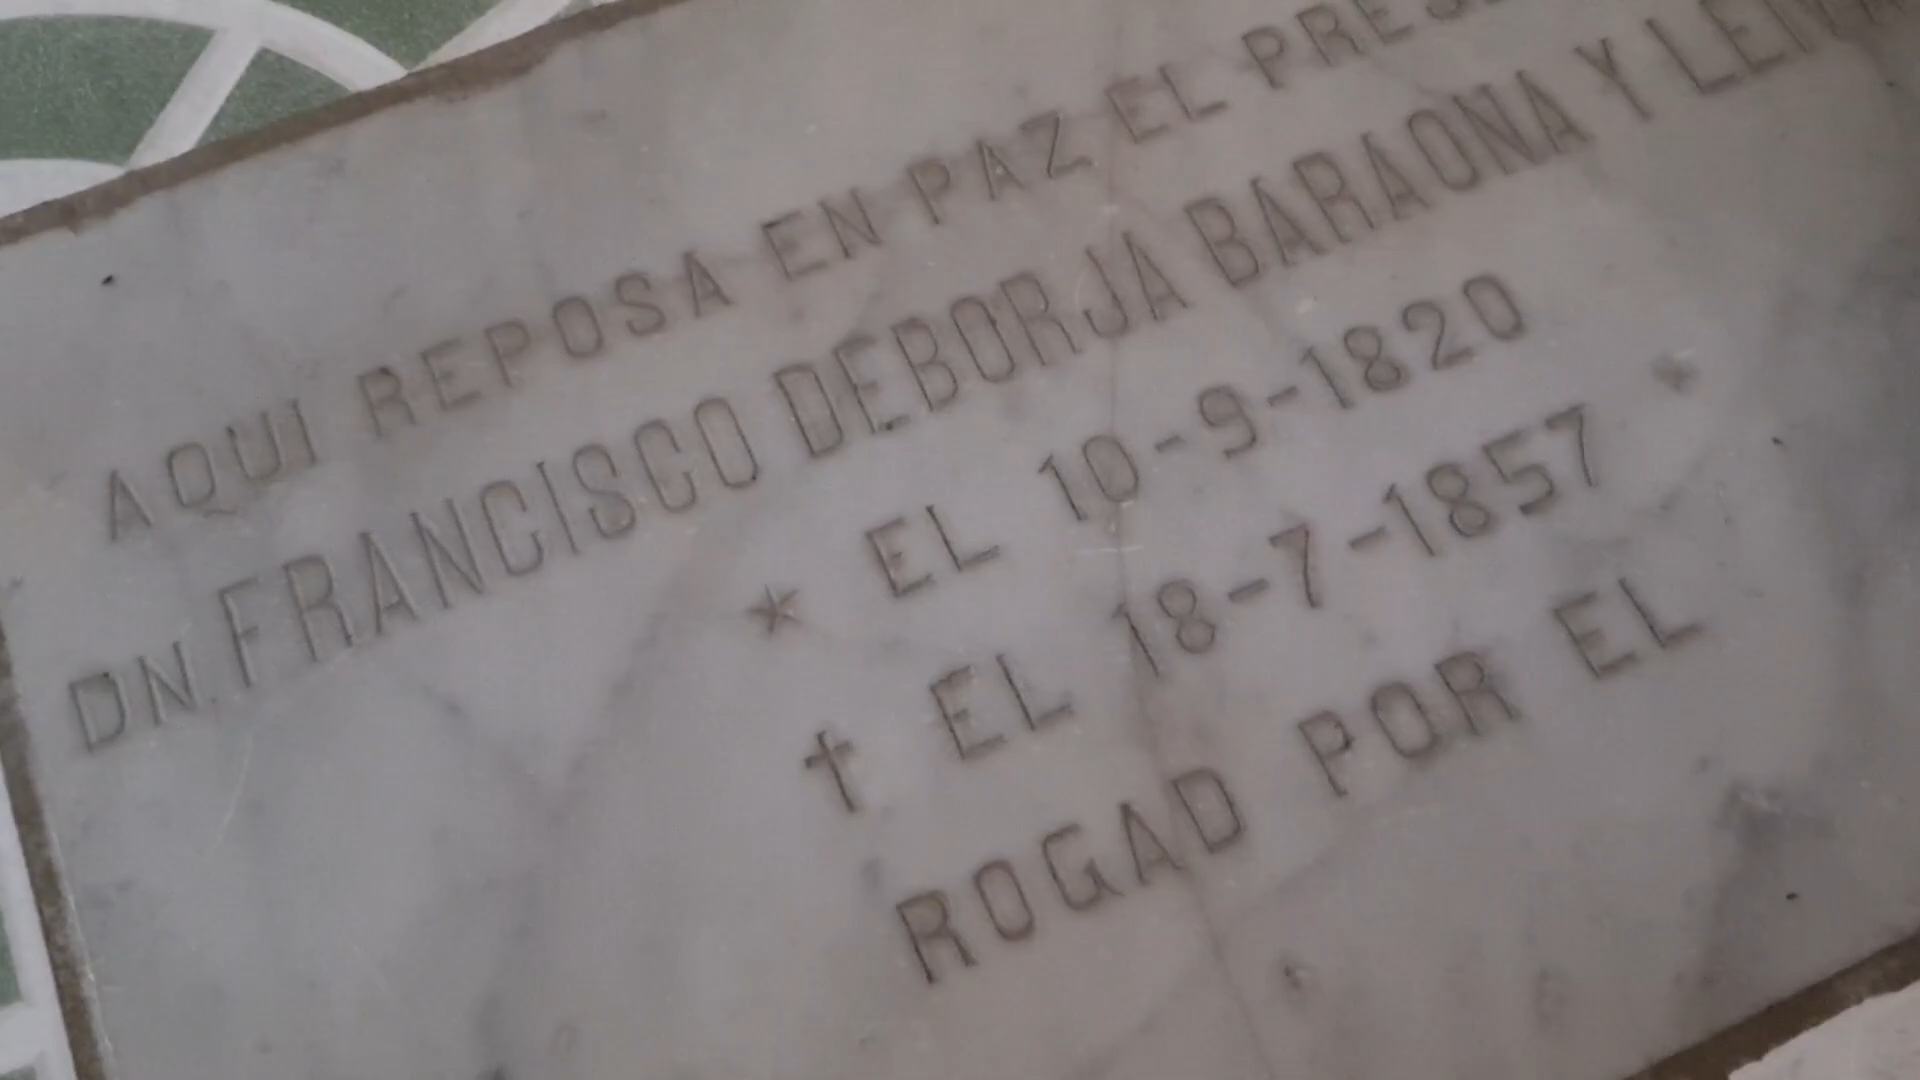 AQUI REPOSA EN PAZ EL
DN. FRANCISCO DEBORJA BARAONA Y
* EL 10-9-1820
† EL 18-7-1857
ROGAD POR EL